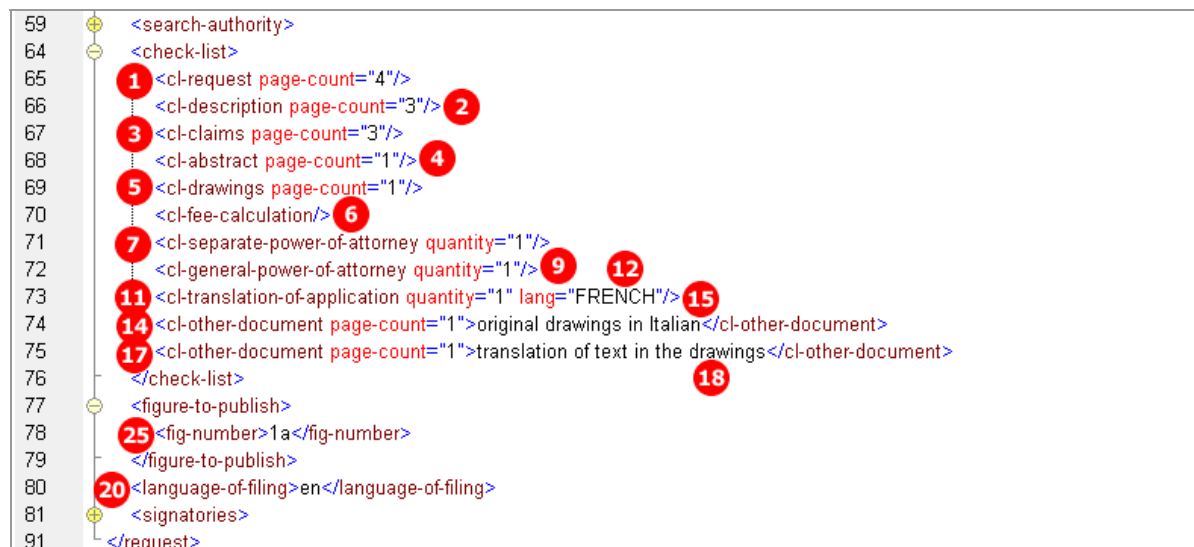 59 <search-authority>
64 <check-list>
65 1 <cl-request page-count="4"/>
66 <cl-description page-count="3"/> 2
67 3 <cl-claims page-count="3"/>
68 <cl-abstract page-count="1"/> 4
69 5 <cl-drawings page-count="1"/>
70 <cl-fee-calculation/> 6
71 7 <cl-separate-power-of-attorney quantity="1"/>
72 <cl-general-power-of-attorney quantity="1"/> 9 12
73 11 <cl-translation-of-application quantity="1" lang="FRENCH"/> 15
74 14 <cl-other-document page-count="1">original drawings in Italian</cl-other-document>
75 17 <cl-other-document page-count="1">translation of text in the drawings</cl-other-document>
76 </check-list> 18
77 <figure-to-publish>
78 25 <fig-number>1a</fig-number>
79 </figure-to-publish>
80 20 <language-of-filing>en</language-of-filing>
81 <signatories>
91 </request>